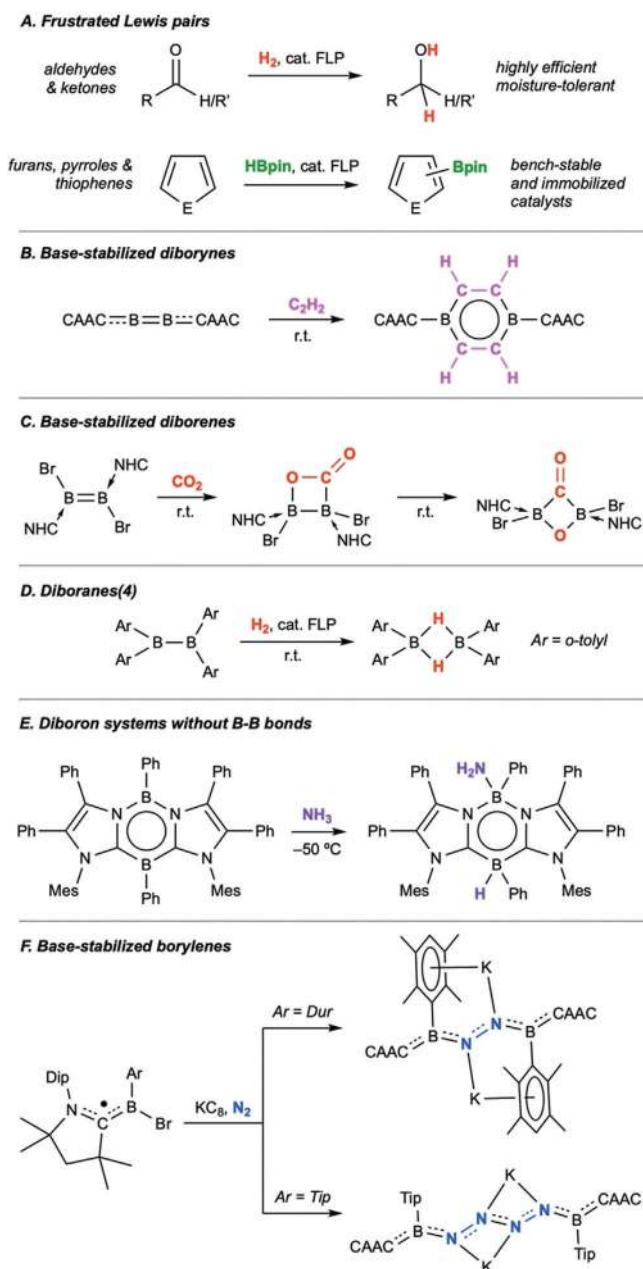 A. Frustrated Lewis pairs
aldehydes & ketones
O
R
H/R'
H₂, cat. FLP
OH
R
H/R'
H
highly efficient
moisture-tolerant
furans, pyrroles &
thiophenes
E
HBpin, cat. FLP
Bpin
E
bench-stable
and immobilized
catalysts
B. Base-stabilized diborynes
CAAC B B CAAC
C₂H₂
r.t.
H H
C C
CAAC B B CAAC
C C
H H
C. Base-stabilized diborenes
Br NHC
B B
NHC Br
CO₂
r.t.
O
O C
NHC B B Br
Br NHC
r.t.
O
C
NHC B B Br
Br O NHC
D. Diboranes(4)
Ar Ar
B B
Ar Ar
H₂, cat. FLP
r.t.
Ar H Ar
B B
Ar H Ar
Ar = o-tolyl
E. Diboron systems without B-B bonds
Ph Ph Ph
B
N N
Ph Ph
N B N
Mes Ph Mes
NH₃
–50 ºC
H₂N Ph
Ph B Ph
N N
Ph Ph
N B N
Mes H Ph Mes
F. Base-stabilized borylenes
Dip Ar
N B
C Br
KC₈, N₂
Ar = Dur
K
CAAC
B N N B
CAAC
K
Ar = Tip
K
Tip CAAC
B N N N N B
CAAC Tip
K